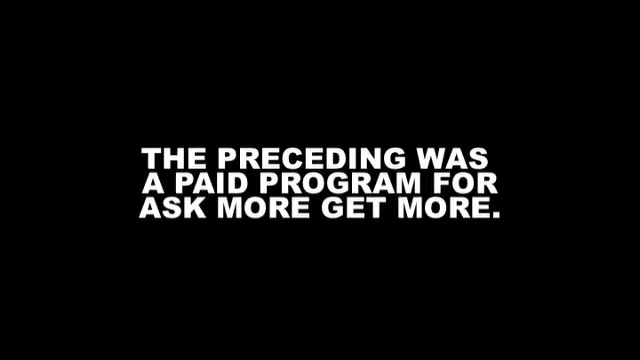 THE PRECEDING WAS
A PAID PROGRAM FOR
ASK MORE GET MORE.